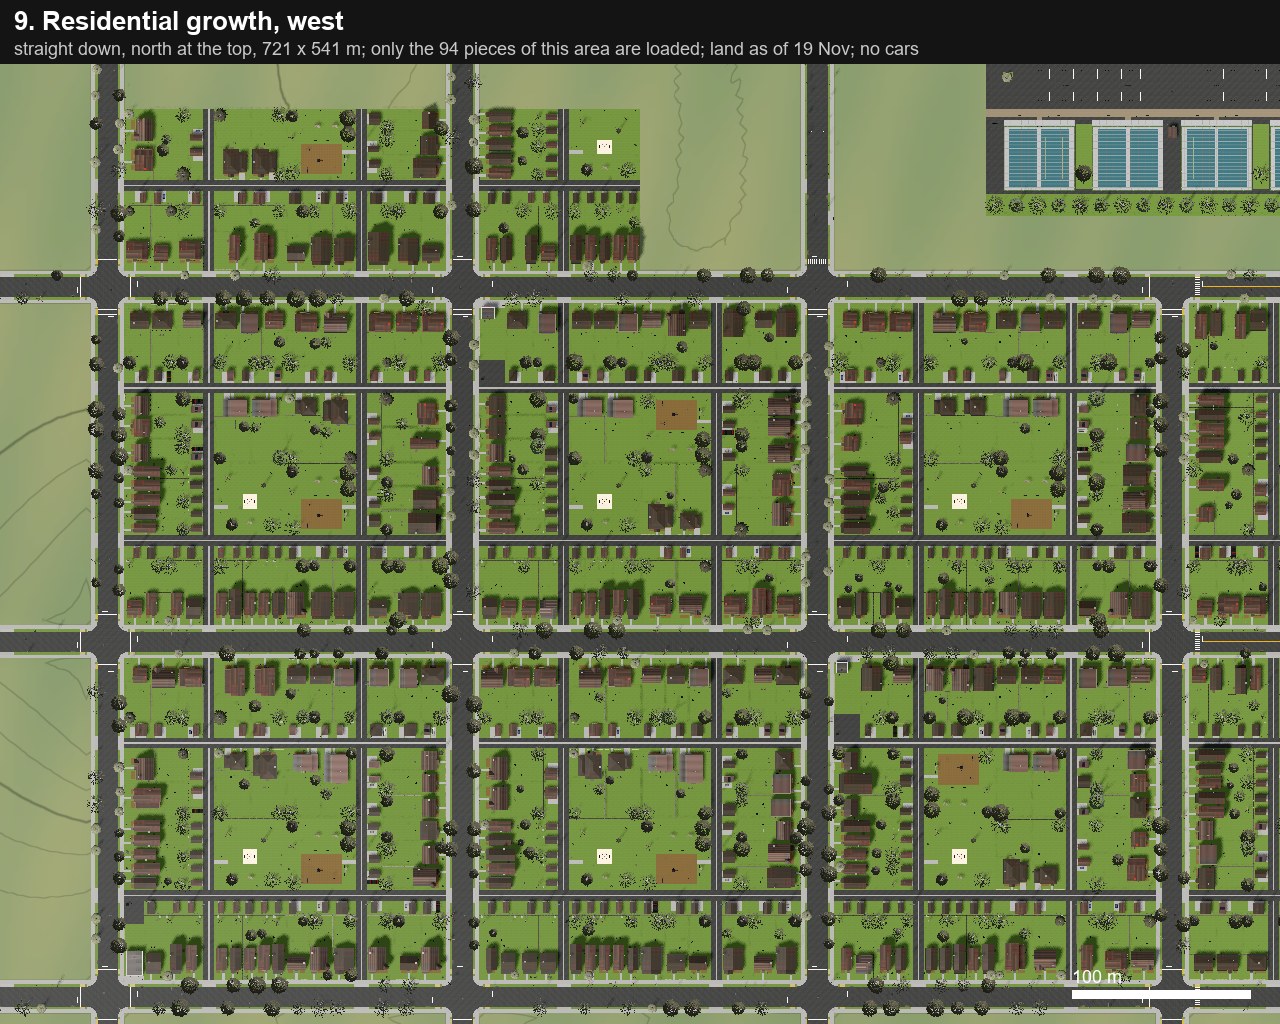 9. Residential growth, west
straight down, north at the top, 721 x 541 m; only the 94 pieces of this area are loaded; land as of 19 Nov; no cars
100 m